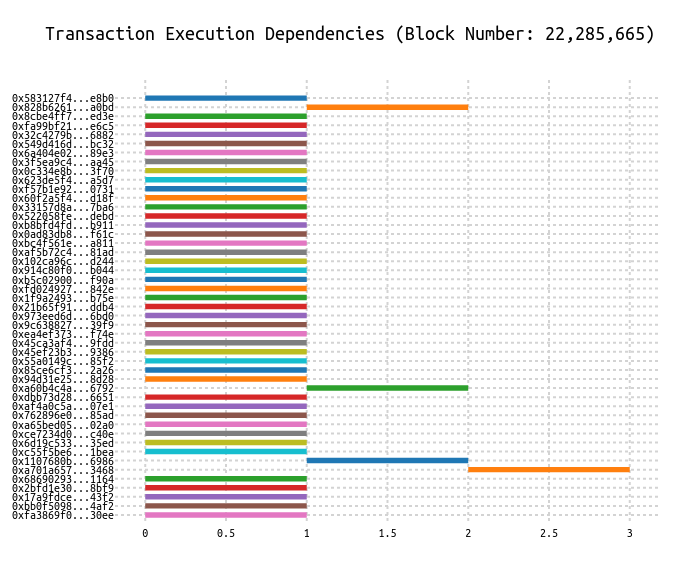 Transaction Execution Dependencies (Block Number: 22,285,665)
0x583127f4...e8b0
0x828b6261...a0bd
0x8cbe4ff7...ed3e
0xfa99bf21...e6c5
0x32c4279b...6882
0x549d416d...bc32
0x6a404e02...89e3
0x3f5ea9c4...aa45
0x0c334e8b...3f70
0x623de5f4...a5d7
0xf57b1e92...0731
0x60f2a5f4...d18f
0x33157d8a...7ba6
0x522058fe...debd
0xb8bfd4fd...b911
0x0ad83db8...f61c
0xbc4f561e...a811
0xaf5b72c4...81ad
0x102ca96c...d244
0x914c80f0...b044
0xb5c02900...f90a
0xfd024927...842e
0x1f9a2493...b75e
0x21b65f91...ddb4
0x973eed6d...6bd0
0x9c638827...39f9
0xea4ef373...f74e
0x45ca3af4...9fdd
0x45ef23b3...9386
0x55a0149c...85f2
0x85ce6cf3...2a26
0x94d31e25...8d28
0xa60b4c4a...6792
0xdbb73d28...6651
0xaf4a0c5a...07e1
0x762896e0...85ad
0xa65bed05...02a0
0xce7234d0...c40e
0x6d19c533...35ed
0xc55f5be6...1bea
0x1107680b...6986
0xa701a657...3468
0x68690293...1164
0x2bfd1e30...8bf9
0x17a9fdce...43f2
0xbb0f5098...4af2
0xfa3869f0...30ee
0 0.5 1 1.5 2 2.5 3